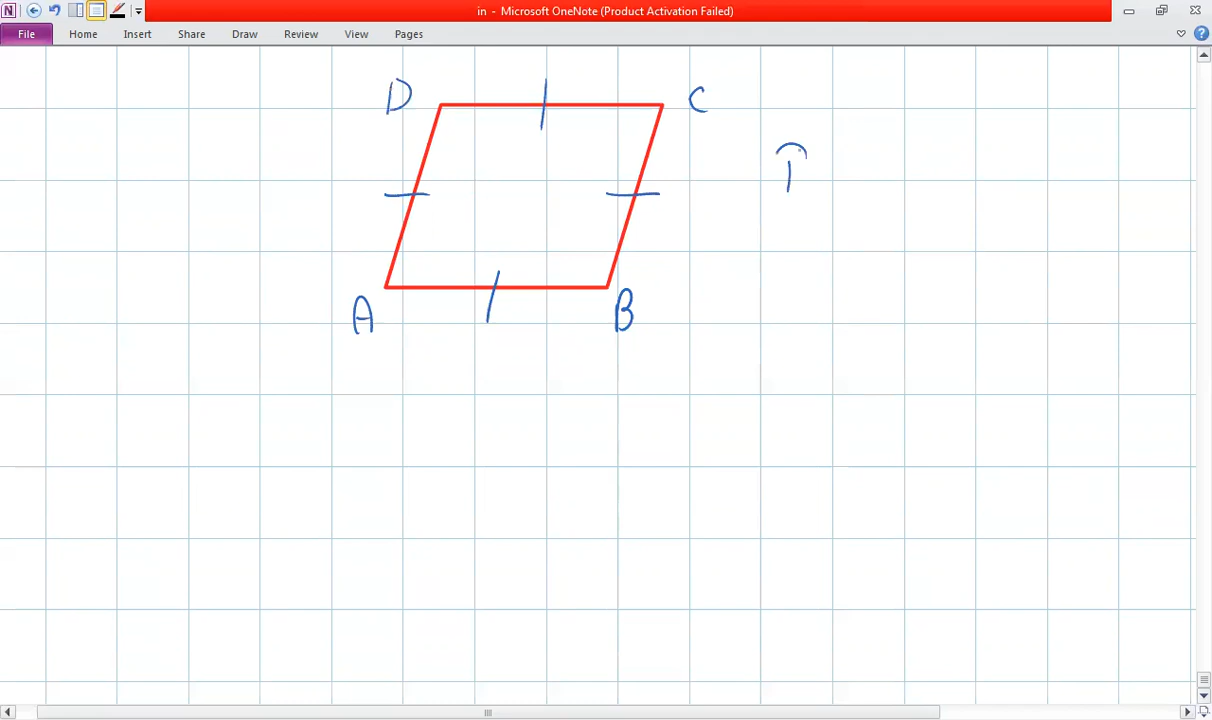 in - Microsoft OneNote (Product Activation Failed)
File Home Insert Share Draw Review View Pages
D C
A B